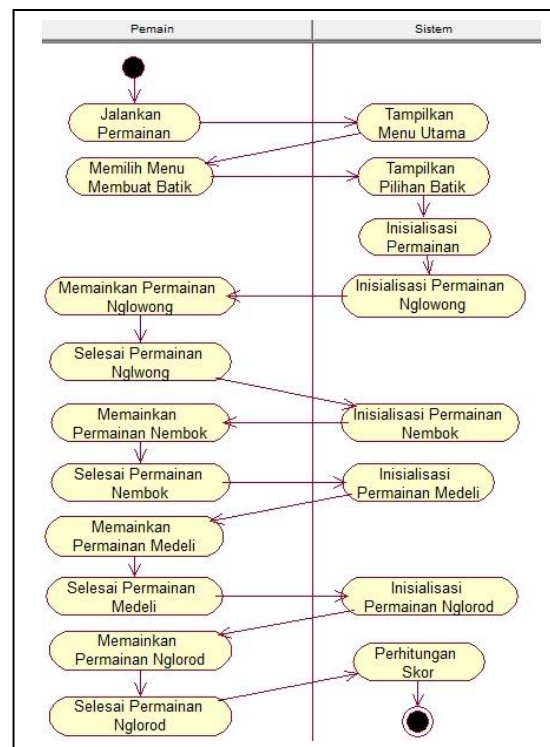 Pemain
Sistem
Jalankan
Permainan
Tampilkan
Menu Utama
Memilih Menu
Membuat Batik
Tampilkan
Pilihan Batik
Inisialisasi
Permainan
Inisialisasi Permainan
Nglowong
Memainkan Permainan
Nglowong
Selesai Permainan
Nglwong
Inisialisasi Permainan
Nembok
Memainkan
Permainan Nembok
Selesai Permainan
Nembok
Inisialisasi
Permainan Medeli
Memainkan
Permainan Medeli
Selesai Permainan
Medeli
Inisialisasi
Permainan Nglorod
Memainkan
Permainan Nglorod
Selesai Permainan
Nglorod
Perhitungan
Skor